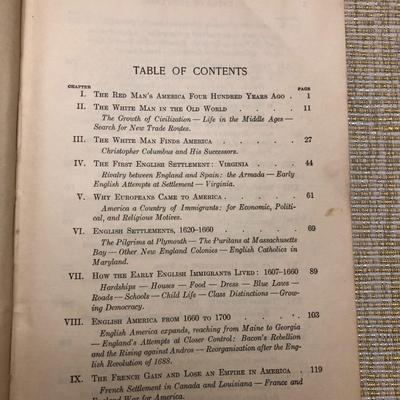 TABLE OF CONTENTS
CHAPTER PAGE
I. THE RED MAN'S AMERICA FOUR HUNDRED YEARS AGO . 1
II. THE WHITE MAN IN THE OLD WORLD . . . . . 11
The Growth of Civilization — Life in the Middle Ages —
Search for New Trade Routes.
III. THE WHITE MAN FINDS AMERICA . . . . . 27
Christopher Columbus and His Successors.
IV. THE FIRST ENGLISH SETTLEMENT: VIRGINIA . . . . 44
Rivalry between England and Spain: the Armada — Early
English Attempts at Settlement — Virginia.
V. WHY EUROPEANS CAME TO AMERICA . . . . . 61
America a Country of Immigrants: for Economic, Politi-
cal, and Religious Motives.
VI. ENGLISH SETTLEMENTS, 1620–1660 . . . . . 69
The Pilgrims at Plymouth — The Puritans at Massachusetts
Bay — Other New England Colonies — English Catholics in
Maryland.
VII. HOW THE EARLY ENGLISH IMMIGRANTS LIVED: 1607–1660 89
Hardships — Houses — Food — Dress — Blue Laws —
Roads — Schools — Child Life — Class Distinctions — Grow-
ing Democracy.
VIII. ENGLISH AMERICA FROM 1660 TO 1700 . . . . 103
English America expands, reaching from Maine to Georgia
— England's Attempts at Closer Control: Bacon's Rebellion
and the Rising against Andros — Reorganization after the Eng-
lish Revolution of 1688.
IX. THE FRENCH GAIN AND LOSE AN EMPIRE IN AMERICA . 119
French Settlement in Canada and Louisiana — France and
England War for America.